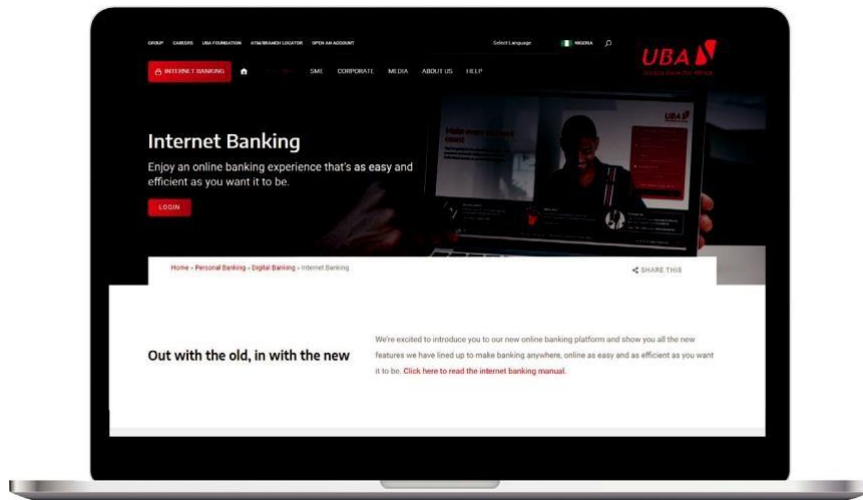 GROUP CAREERS UBA FOUNDATION ATM/BRANCH LOCATOR OPEN AN ACCOUNT Select Language NIGERIA
UBA
INTERNET BANKING SME CORPORATE MEDIA ABOUT US HELP
Internet Banking
Enjoy an online banking experience that's as easy and
efficient as you want it to be.
LOGIN
UBA
Home » Personal Banking » Digital Banking » Internet Banking
SHARE THIS
Out with the old, in with the new
We're excited to introduce you to our new online banking platform and show you all the new
features we have lined up to make banking anywhere, online as easy and as efficient as you want
it to be. Click here to read the internet banking manual.